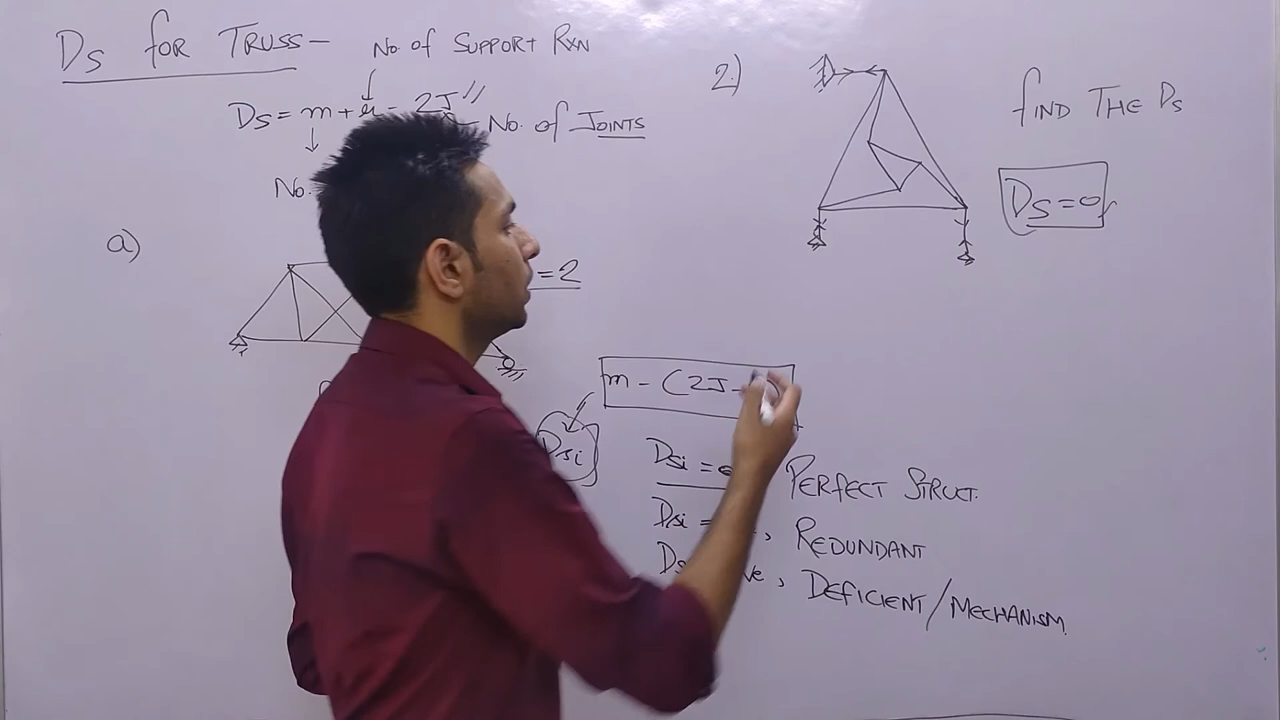 Ds for TRUSS-
No. of SUPPORT RXN
Ds = m + r - 2J"
No. of JOINTS
No.
a)
= 2
2.)
FIND THE Ds
Ds = 0
m - (2J -
Dsi
Dsi = PERFECT STRUCT.
Dsi = , REDUNDANT
Ds ve , DEFICIENT/MECHANISM.